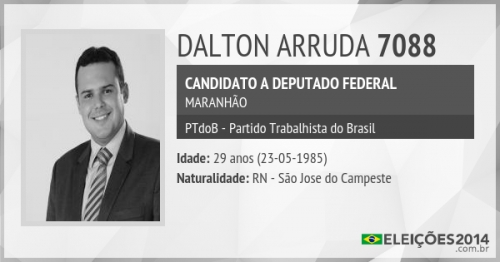 DALTON ARRUDA 7088
CANDIDATO A DEPUTADO FEDERAL
MARANHÃO
PTdoB - Partido Trabalhista do Brasil
Idade: 29 anos (23-05-1985)
Naturalidade: RN - São Jose do Campeste
ELEIÇÕES2014
.com.br